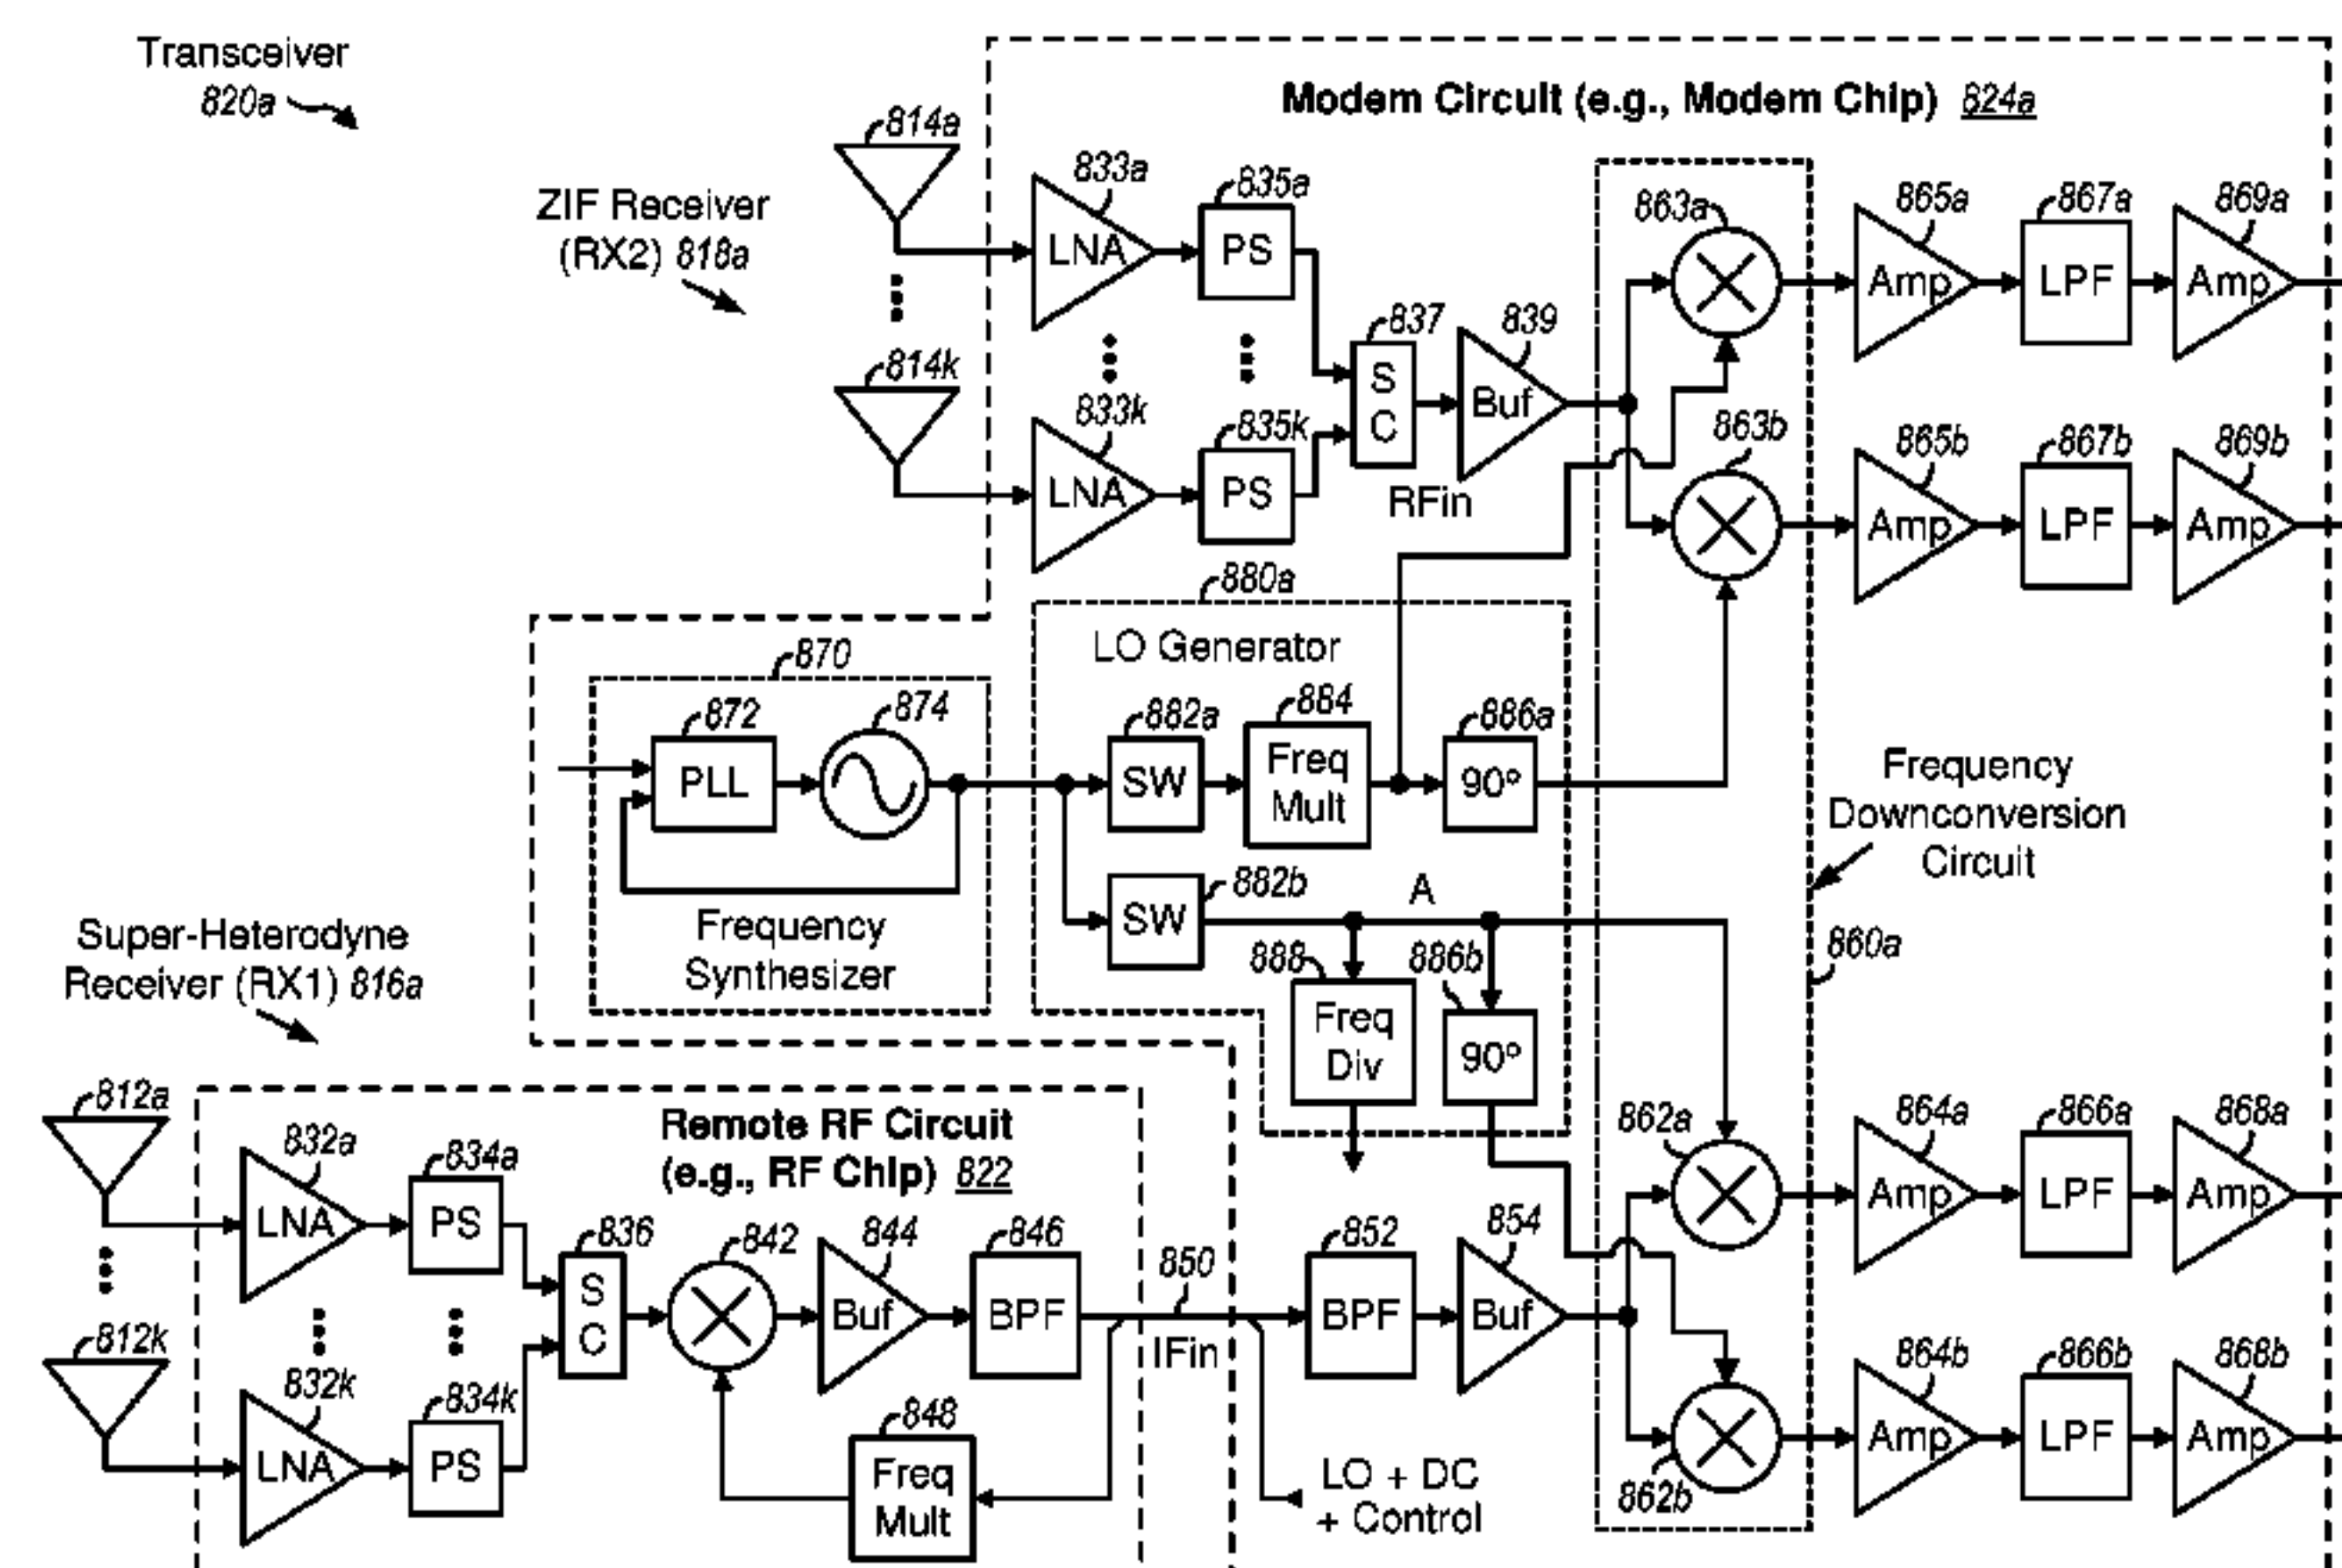 Transceiver
820a
Modem Circuit (e.g., Modem Chip) 824a
ZIF Receiver
(RX2) 818a
814a
814k
833a
LNA
835a
PS
833k
LNA
835k
PS
837
S
C
839
Buf
RFin
863a
863b
865a
Amp
867a
LPF
869a
Amp
865b
Amp
867b
LPF
869b
Amp
880a
LO Generator
870
872
PLL
874
Frequency
Synthesizer
882a
SW
884
Freq
Mult
886a
90º
882b
SW
A
888
Freq
Div
886b
90º
Frequency
Downconversion
Circuit
860a
Super-Heterodyne
Receiver (RX1) 816a
812a
812k
Remote RF Circuit
(e.g., RF Chip) 822
832a
LNA
834a
PS
832k
LNA
834k
PS
836
S
C
842
844
Buf
846
BPF
850
IFin
848
Freq
Mult
852
BPF
854
Buf
LO + DC
+ Control
862a
862b
864a
Amp
866a
LPF
868a
Amp
864b
Amp
866b
LPF
868b
Amp